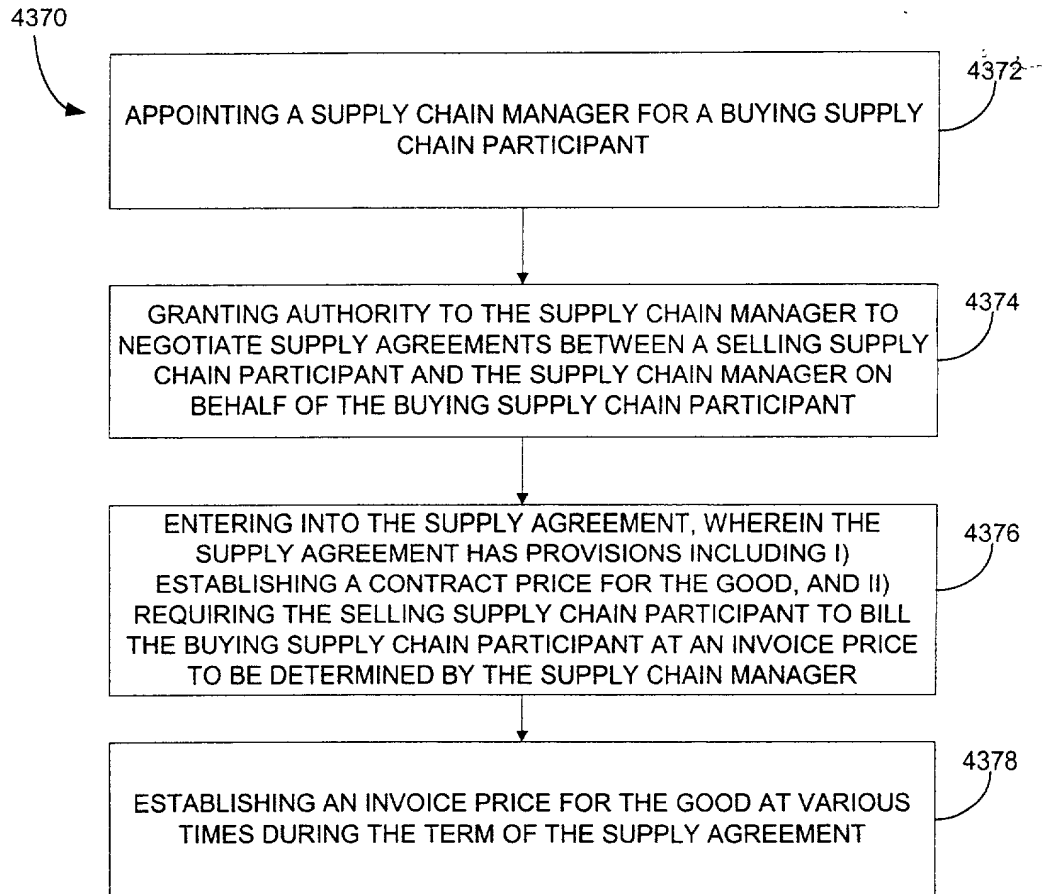 4370
4372
APPOINTING A SUPPLY CHAIN MANAGER FOR A BUYING SUPPLY
CHAIN PARTICIPANT
4374
GRANTING AUTHORITY TO THE SUPPLY CHAIN MANAGER TO
NEGOTIATE SUPPLY AGREEMENTS BETWEEN A SELLING SUPPLY
CHAIN PARTICIPANT AND THE SUPPLY CHAIN MANAGER ON
BEHALF OF THE BUYING SUPPLY CHAIN PARTICIPANT
4376
ENTERING INTO THE SUPPLY AGREEMENT, WHEREIN THE
SUPPLY AGREEMENT HAS PROVISIONS INCLUDING I)
ESTABLISHING A CONTRACT PRICE FOR THE GOOD, AND II)
REQUIRING THE SELLING SUPPLY CHAIN PARTICIPANT TO BILL
THE BUYING SUPPLY CHAIN PARTICIPANT AT AN INVOICE PRICE
TO BE DETERMINED BY THE SUPPLY CHAIN MANAGER
4378
ESTABLISHING AN INVOICE PRICE FOR THE GOOD AT VARIOUS
TIMES DURING THE TERM OF THE SUPPLY AGREEMENT